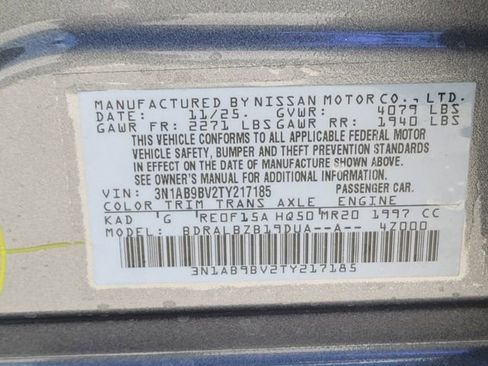 MANUFACTURED BY NISSAN MOTOR CO., LTD.
DATE: 11/25. GVWR: 4079 LBS
GAWR FR: 2271 LBS GAWR RR: 1940 LBS
THIS VEHICLE CONFORMS TO ALL APPLICABLE FEDERAL MOTOR
VEHICLE SAFETY, BUMPER AND THEFT PREVENTION STANDARDS
IN EFFECT ON THE DATE OF MANUFACTURE SHOWN ABOVE.
SEE OWNER'S MANUAL FOR ADDITIONAL INFORMATION.
VIN: 3N1AB9BV2TY217185 PASSENGER CAR.
COLOR TRIM TRANS AXLE ENGINE
KAD 'G 'RE0F15A HQ50'MR20 1997 CC
MODEL: BDRALBZB19DUA--A-- 4Z000
3N1AB9BV2TY217185